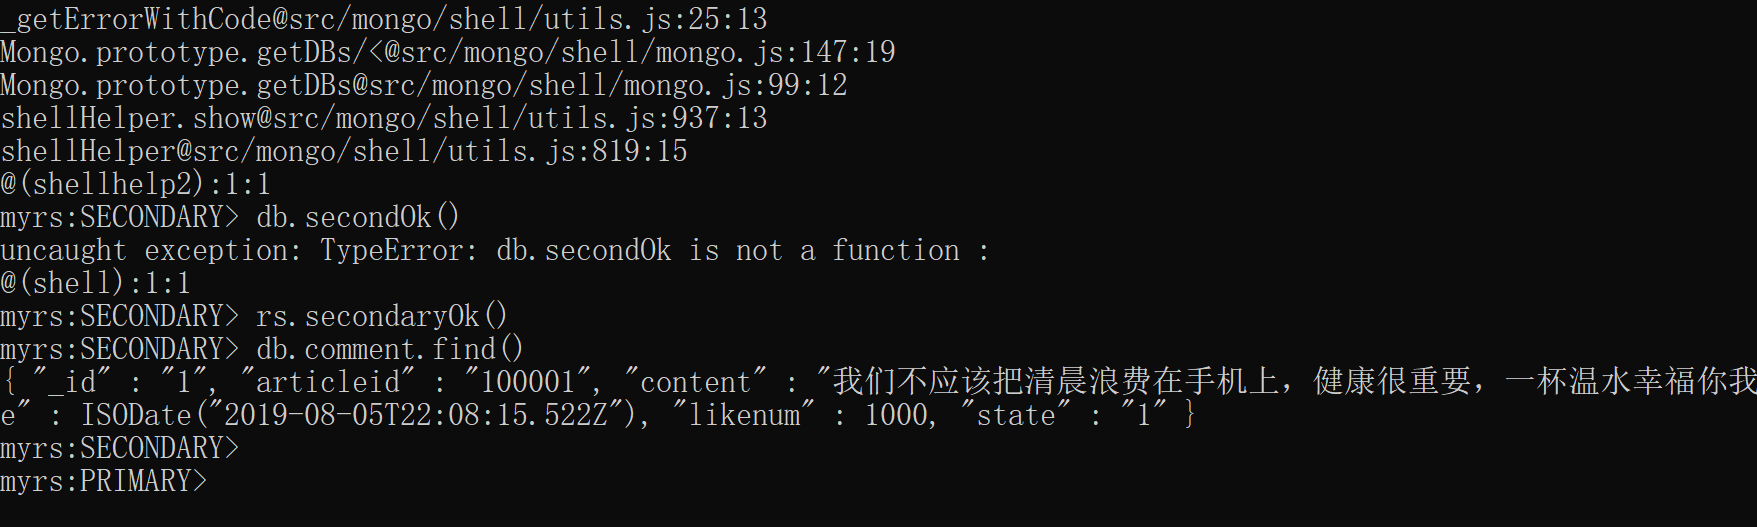 _getErrorWithCode@src/mongo/shell/utils.js:25:13
Mongo.prototype.getDBs/<@src/mongo/shell/mongo.js:147:19
Mongo.prototype.getDBs@src/mongo/shell/mongo.js:99:12
shellHelper.show@src/mongo/shell/utils.js:937:13
shellHelper@src/mongo/shell/utils.js:819:15
@(shellhelp2):1:1
myrs:SECONDARY> db.secondOk()
uncaught exception: TypeError: db.secondOk is not a function :
@(shell):1:1
myrs:SECONDARY> rs.secondaryOk()
myrs:SECONDARY> db.comment.find()
{ "_id" : "1", "articleid" : "100001", "content" : "我们不应该把清晨浪费在手机上，健康很重要，一杯温水幸福你我
e" : ISODate("2019-08-05T22:08:15.522Z"), "likenum" : 1000, "state" : "1" }
myrs:SECONDARY>
myrs:PRIMARY>